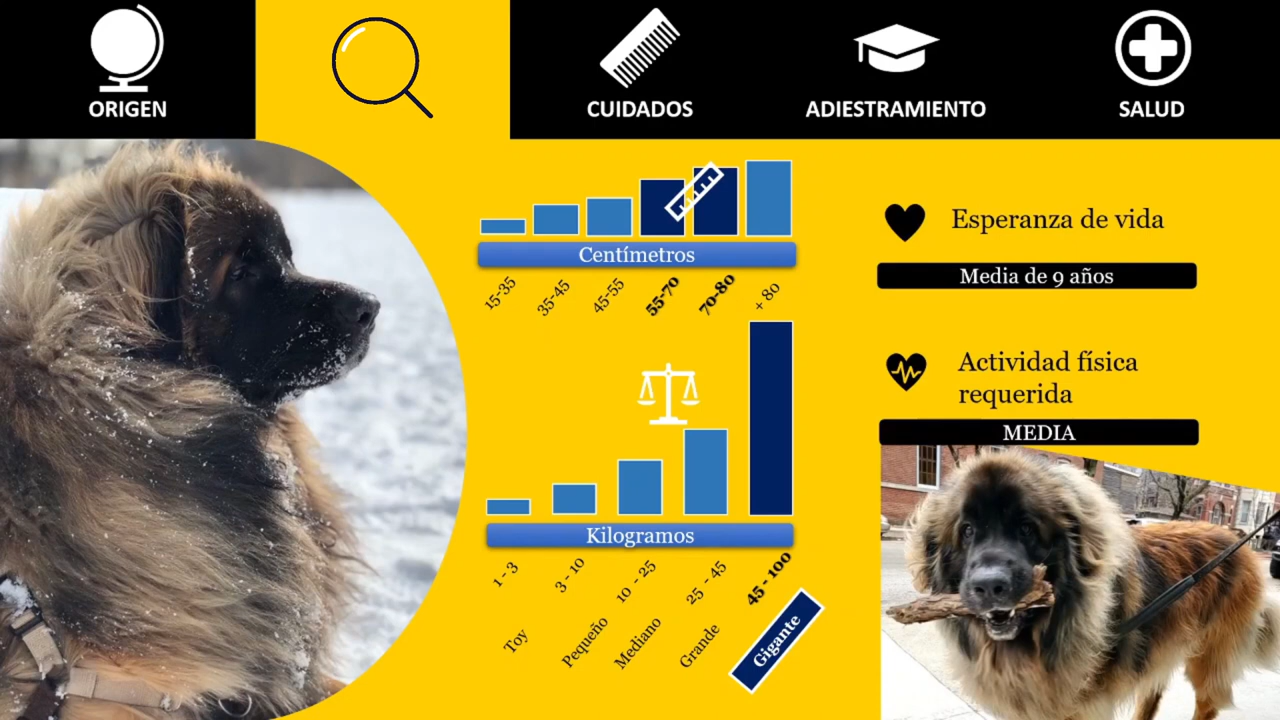 ORIGEN
CUIDADOS
ADIESTRAMIENTO
SALUD
Centímetros
15-35
35-45
45-55
55-70
70-80
+ 80
Kilogramos
1 - 3
3 - 10
10 - 25
25 - 45
45 - 100
Toy
Pequeño
Mediano
Grande
Gigante
Esperanza de vida
Media de 9 años
Actividad física
requerida
MEDIA